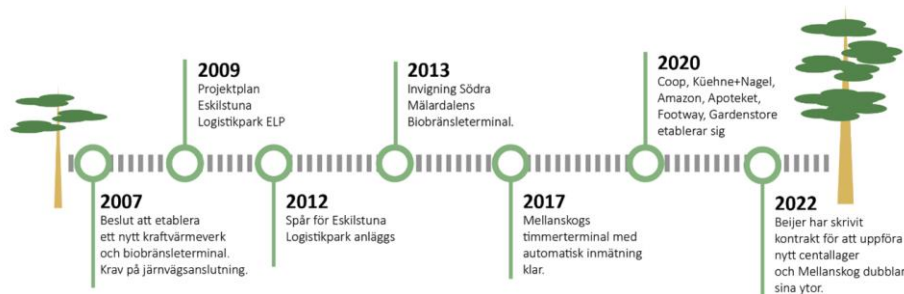 2007
Beslut att etablera
ett nytt kraftvärmeverk
och biobränsleterminal.
Krav på järnvägsanslutning.
2009
Projektplan
Eskilstuna
Logistikpark ELP
2012
Spår för Eskilstuna
Logistikpark anläggs
2013
Invigning Södra
Mälardalens
Biobränsleterminal.
2017
Mellanskogs
timmerterminal med
automatisk inmätning
klar.
2020
Coop, Küehne+Nagel,
Amazon, Apoteket,
Footway, Gardenstore
etablerar sig
2022
Beijer har skrivit
kontrakt för att uppföra
nytt centallager
och Mellanskog dubblar
sina ytor.